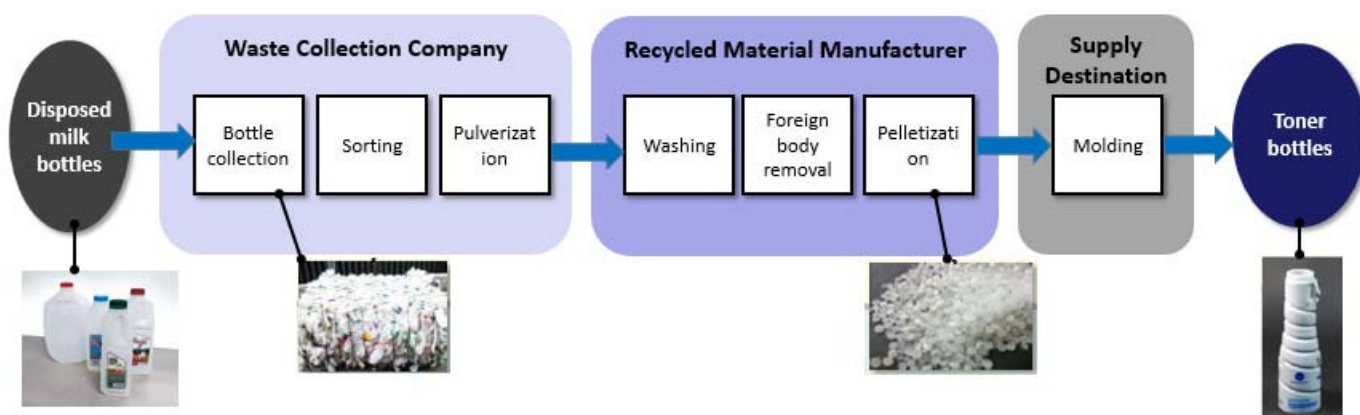 Waste Collection Company
Recycled Material Manufacturer
Supply
Destination
Disposed
milk
bottles
Bottle
collection
Sorting
Pulverizat
ion
Washing
Foreign
body
removal
Pelletizati
on
Molding
Toner
bottles